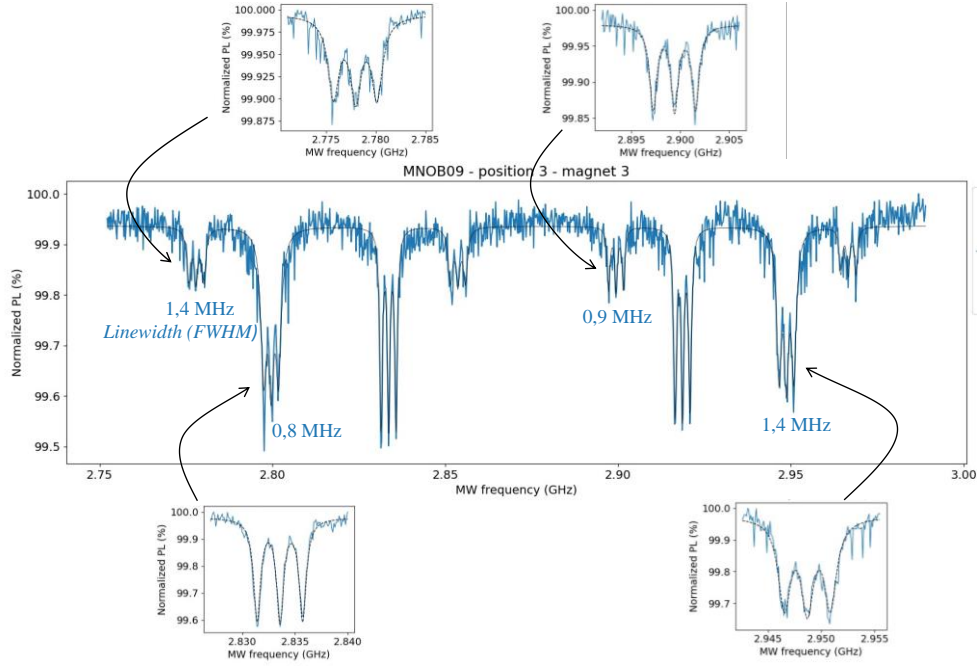 100.000
99.975
99.950
99.925
99.900
99.875
Normalized PL (%)
2.775 2.780 2.785
MW frequency (GHz)
100.00
99.95
99.90
99.85
Normalized PL (%)
2.895 2.900 2.905
MW frequency (GHz)
MNOB09 - position 3 - magnet 3
100.0
99.9
99.8
99.7
99.6
99.5
Normalized PL (%)
1,4 MHz
Linewidth (FWHM)
0,8 MHz
0,9 MHz
1,4 MHz
2.75 2.80 2.85 2.90 2.95 3.00
MW frequency (GHz)
100.0
99.9
99.8
99.7
99.6
Normalized PL (%)
2.830 2.835 2.840
MW frequency (GHz)
100.0
99.9
99.8
99.7
Normalized PL (%)
2.945 2.950 2.955
MW frequency (GHz)